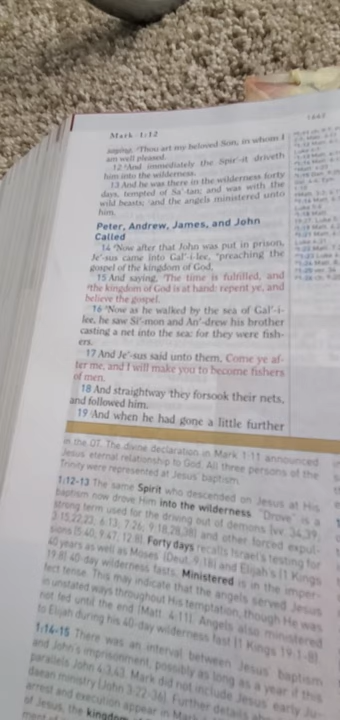 Mark 1:12
1663
saying, Thou art my beloved Son, in whom I
am well pleased.
12 And immediately the Spir'-it driveth
him into the wilderness.
13 And he was there in the wilderness forty
days, tempted of Sa'-tan; and was with the
wild beasts; and the angels ministered unto
him.
Peter, Andrew, James, and John
Called
14 Now after that John was put in prison,
Je'-sus came into Gal'-i-lee, preaching the
gospel of the kingdom of God,
15 And saying, The time is fulfilled, and
the kingdom of God is at hand: repent ye, and
believe the gospel.
16 Now as he walked by the sea of Gal'-i-
lee, he saw Si'-mon and An'-drew his brother
casting a net into the sea: for they were fish-
ers.
17 And Je'-sus said unto them, Come ye af-
ter me, and I will make you to become fishers
of men.
18 And straightway they forsook their nets,
and followed him.
19 And when he had gone a little further
in the OT. The divine declaration in Mark 1:11 announced
Jesus eternal relationship to God. All three persons of the
Trinity were represented at Jesus' baptism.
1:12-13 The same Spirit who descended on Jesus at His
baptism now drove Him into the wilderness. "Drove" is a
strong term used for the driving out of demons (vv. 34,39;
3:15,22,23; 6:13; 7:26; 9:18,28,38) and other forced expul-
sions (5:40; 9:47; 12:8). Forty days recalls Israel's testing for
40 years as well as Moses (Deut. 9:18) and Elijah's (1 Kings
19:8) 40-day wilderness fasts. Ministered is in the imper-
fect tense. This may indicate that the angels served Jesus
in unstated ways throughout His temptation, though He was
not fed until the end (Matt. 4:11). Angels also ministered
to Elijah during his 40-day wilderness fast (1 Kings 19:1-8).
1:14-15 There was an interval between Jesus' baptism
and John's imprisonment, possibly as long as a year if this
parallels John 4:3,43. Mark did not include Jesus' early Ju-
daean ministry (John 3:22-36). Further details
arrest and execution appear in
of Jesus, the kingdom